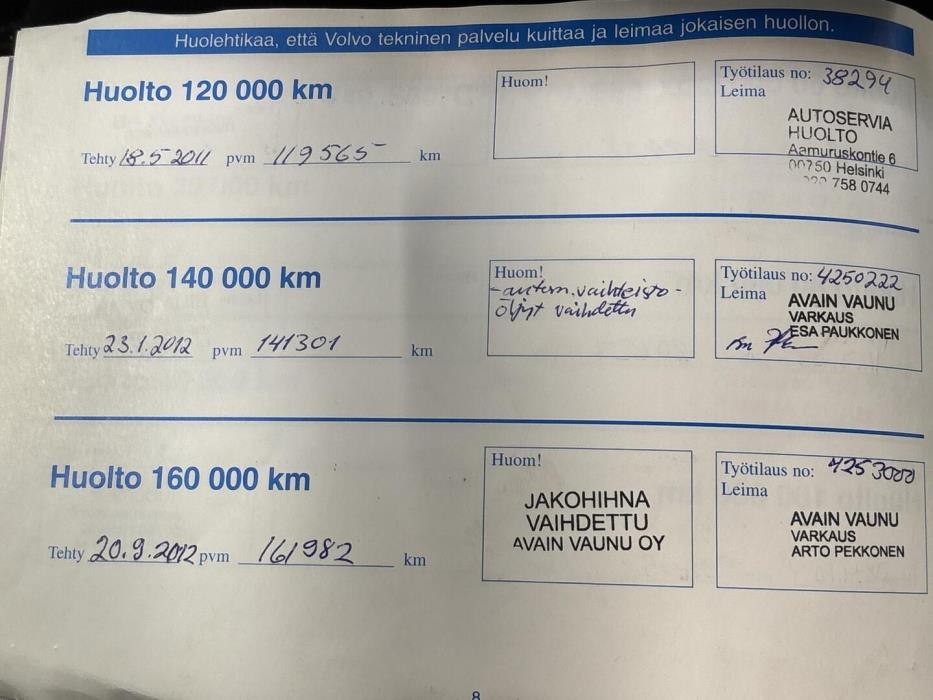 Huolehtikaa, että Volvo tekninen palvelu kuittaa ja leimaa jokaisen huollon.
Huolto 120 000 km
Tehty 18.5 2011 pvm 119565 km
Huom!
Työtilaus no: 38294
Leima
AUTOSERVIA
HUOLTO
Aamuruskontie 6
00750 Helsinki
758 0744
Huolto 140 000 km
Tehty 23.1.2012 pvm 141301 km
Huom!
-autom.vaihteisto-
öljyt vaihdettu
Työtilaus no: 4250222
Leima
AVAIN VAUNU
VARKAUS
ESA PAUKKONEN
Huolto 160 000 km
Tehty 20.9.2012 pvm 161982 km
Huom!
JAKOHIHNA
VAIHDETTU
AVAIN VAUNU OY
Työtilaus no:
Leima
AVAIN VAUNU
VARKAUS
ARTO PEKKONEN
8